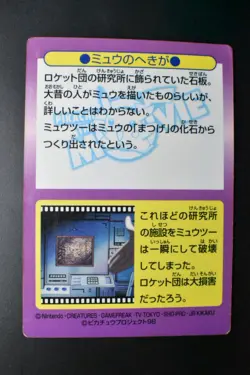 ●ミュウのへきが●
ロケット団の研究所に飾られていた石板。
大昔の人がミュウを描いたものらしいが、
詳しいことはわからない。
ミュウツーはミュウの「まつげ」の化石から
つくり出されたという。
これほどの研究所
の施設をミュウツー
は一瞬にして破壊
してしまった。
ロケット団は大損害
だったろう。
©Nintendo・CREATURES・GAMEFREAK・TV TOKYO・SHO-PRO・JR KIKAKU
©ピカチュウプロジェクト98